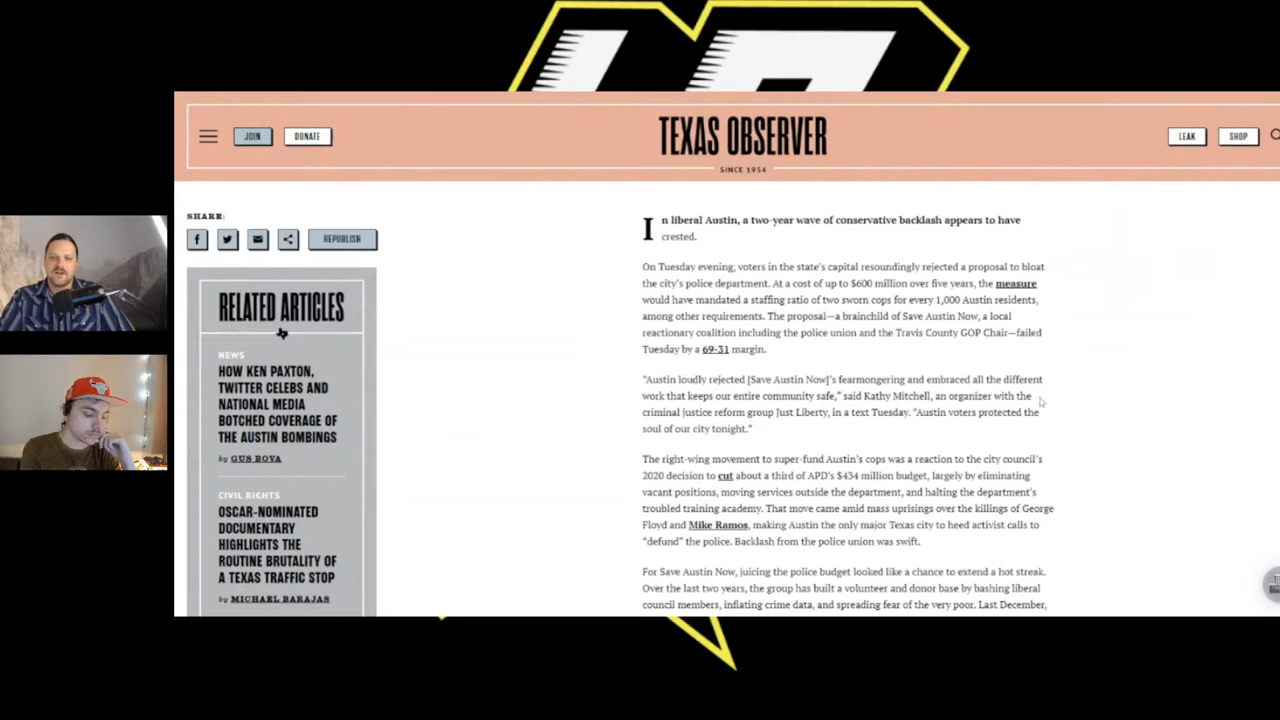 JOIN
DONATE
TEXAS OBSERVER
SINCE 1954
LEAK
SHOP
SHARE:
REPUBLISH
RELATED ARTICLES
NEWS
HOW KEN PAXTON,
TWITTER CELEBS AND
NATIONAL MEDIA
BOTCHED COVERAGE OF
THE AUSTIN BOMBINGS
by GUS BOVA
CIVIL RIGHTS
OSCAR-NOMINATED
DOCUMENTARY
HIGHLIGHTS THE
ROUTINE BRUTALITY OF
A TEXAS TRAFFIC STOP
by MICHAEL BARAJAS
In liberal Austin, a two-year wave of conservative backlash appears to have
crested.
On Tuesday evening, voters in the state's capital resoundingly rejected a proposal to bloat
the city's police department. At a cost of up to $600 million over five years, the measure
would have mandated a staffing ratio of two sworn cops for every 1,000 Austin residents,
among other requirements. The proposal—a brainchild of Save Austin Now, a local
reactionary coalition including the police union and the Travis County GOP Chair—failed
Tuesday by a 69-31 margin.
"Austin loudly rejected [Save Austin Now]'s fearmongering and embraced all the different
work that keeps our entire community safe," said Kathy Mitchell, an organizer with the
criminal justice reform group Just Liberty, in a text Tuesday. "Austin voters protected the
soul of our city tonight."
The right-wing movement to super-fund Austin's cops was a reaction to the city council's
2020 decision to cut about a third of APD's $434 million budget, largely by eliminating
vacant positions, moving services outside the department, and halting the department's
troubled training academy. That move came amid mass uprisings over the killings of George
Floyd and Mike Ramos, making Austin the only major Texas city to heed activist calls to
"defund" the police. Backlash from the police union was swift.
For Save Austin Now, juicing the police budget looked like a chance to extend a hot streak.
Over the last two years, the group has built a volunteer and donor base by bashing liberal
council members, inflating crime data, and spreading fear of the very poor. Last December,